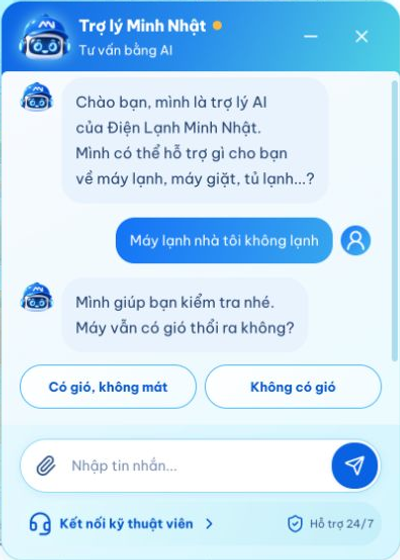 Trợ lý Minh Nhật
Tư vấn bằng AI
Chào bạn, mình là trợ lý AI
của Điện Lạnh Minh Nhật.
Mình có thể hỗ trợ gì cho bạn
về máy lạnh, máy giặt, tủ lạnh...?
Máy lạnh nhà tôi không lạnh
Mình giúp bạn kiểm tra nhé.
Máy vẫn có gió thổi ra không?
Có gió, không mát
Không có gió
Nhập tin nhắn...
Kết nối kỹ thuật viên
Hỗ trợ 24/7